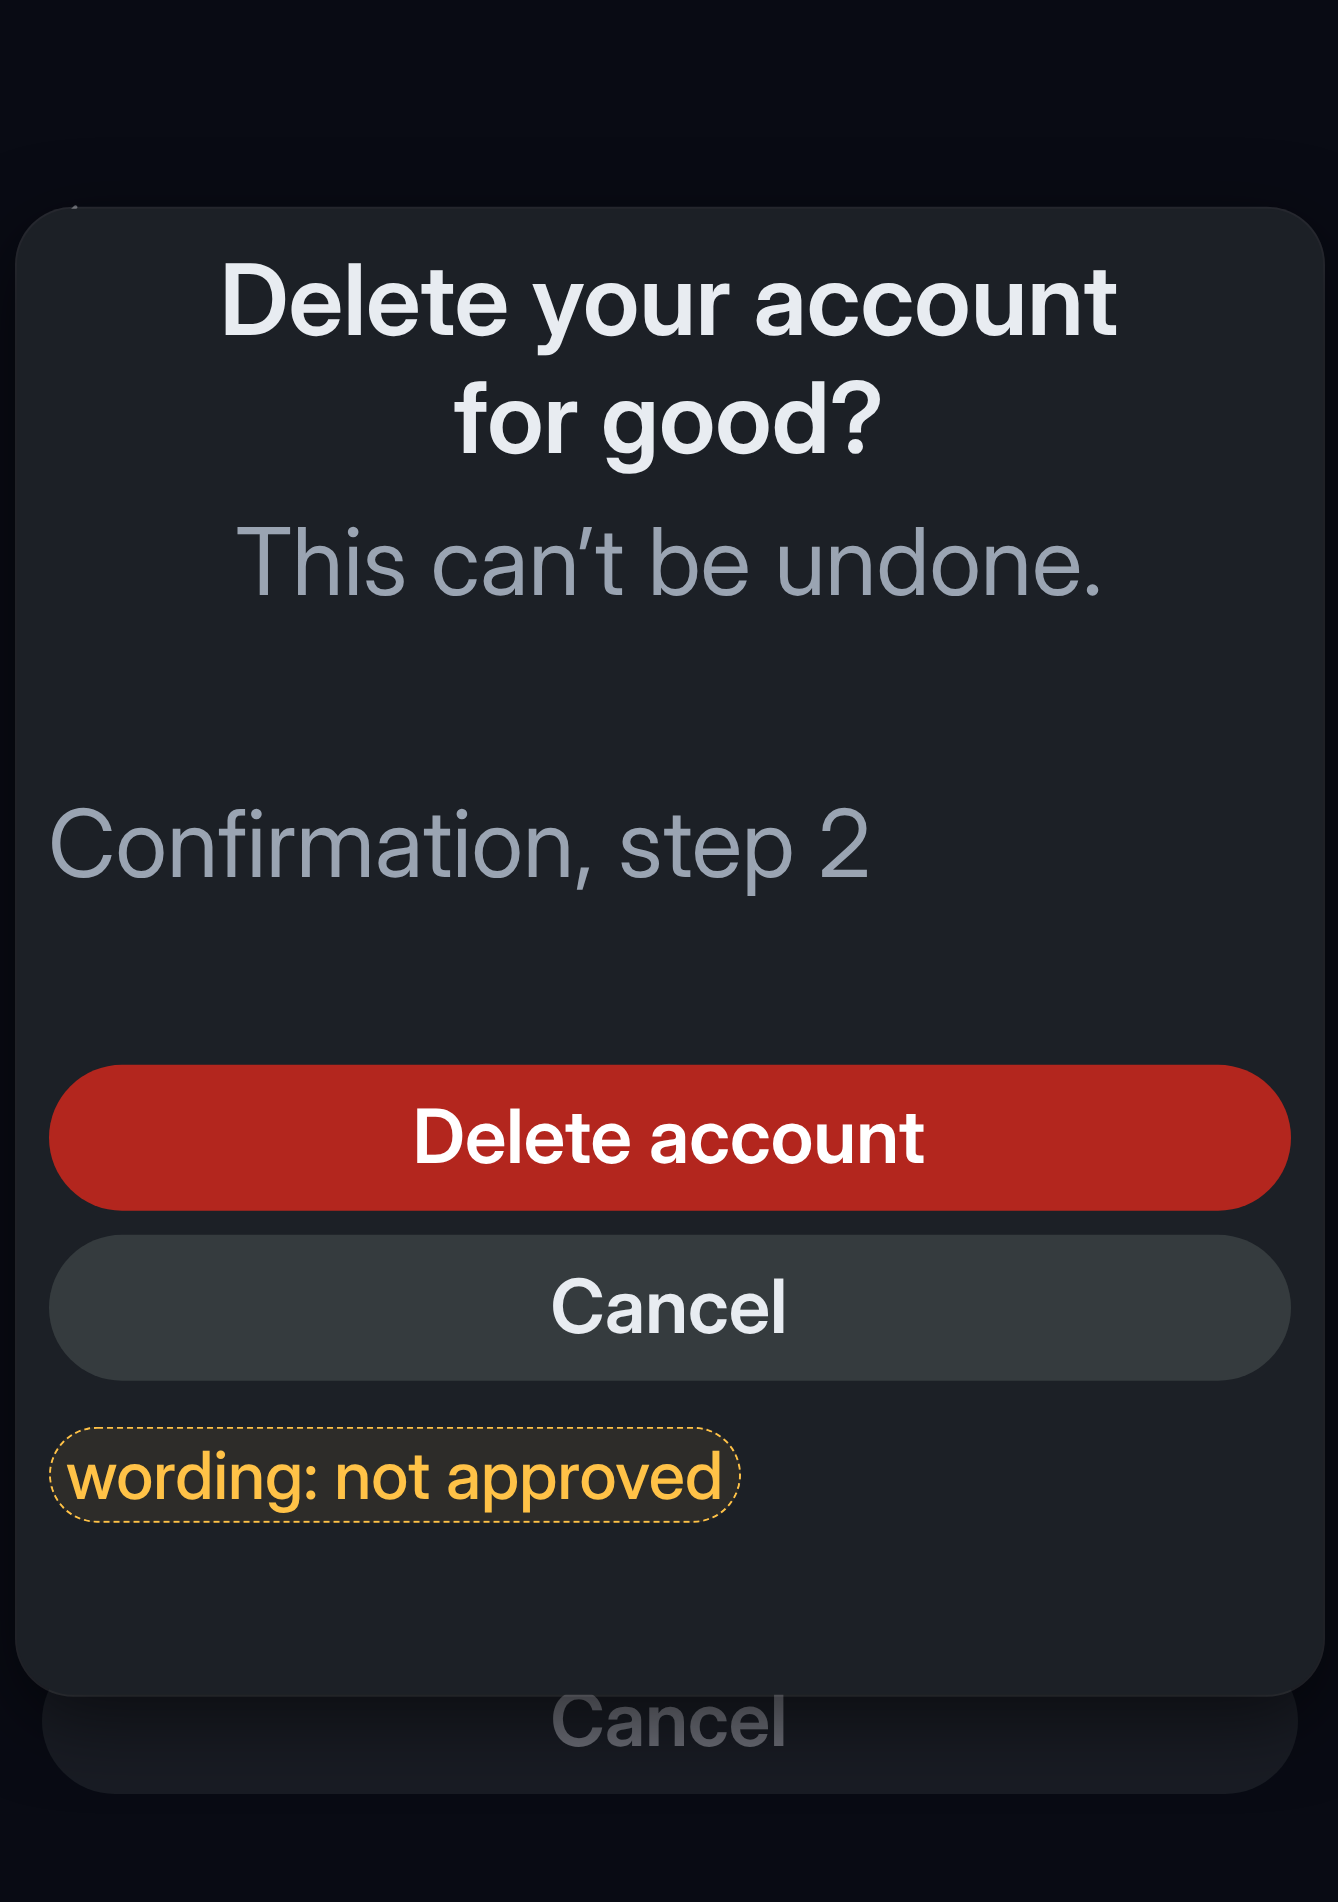 Delete your account
for good?
This can’t be undone.
Confirmation, step 2
Delete account
Cancel
wording: not approved
Cancel